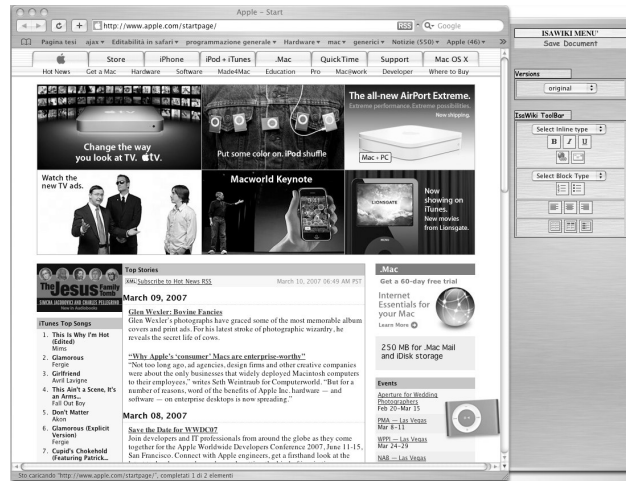 Apple - Start
http://www.apple.com/startpage/
RSS
Google
Pagina tesi ajax Editabilità in safari programmazione generale Hardware mac generici Notizie (550) Apple (46)
Store iPhone iPod + iTunes .Mac QuickTime Support Mac OS X
Hot News Get a Mac Hardware Software Made4Mac Education Pro Mac@work Developer Where to Buy
Change the way
you look at TV. tv.
Put some color on. iPod shuffle
The all-new AirPort Extreme.
Extreme performance. Extreme possibilities.
Now shipping.
Mac + PC
Watch the
new TV ads.
Macworld Keynote
LIONSGATE
Now
showing on
iTunes.
New movies
from Lionsgate.
The Jesus Family
Tomb
SIMCHA JACOBOVICI AND CHARLES PELLEGRINO
Now in Audiobooks
iTunes Top Songs
1. This Is Why I'm Hot
(Edited)
Mims
2. Glamorous
Fergie
3. Girlfriend
Avril Lavigne
4. This Ain't a Scene, It's
an Arms...
Fall Out Boy
5. Don't Matter
Akon
6. Glamorous (Explicit
Version)
Fergie
7. Cupid's Chokehold
(Featuring Patrick...
Top Stories
XML Subscribe to Hot News RSS
March 10, 2007 06:49 AM PST
March 09, 2007
Glen Wexler: Bovine Fancies
Glen Wexler's photographs have graced some of the most memorable album
covers and print ads. For his latest stroke of photographic wizardry, he
reveals the secret life of cows.
“Why Apple's ‘consumer’ Macs are enterprise-worthy”
“Not too long ago, ad agencies, design firms and other creative companies
were about the only businesses that widely deployed Macintosh computers
to their employees,” writes Seth Weintraub for Computerworld. “But for a
number of reasons, word of the benefits of Apple Inc. hardware — and
software — on enterprise desktops is now spreading.”
March 08, 2007
Save the Date for WWDC07
Join developers and IT professionals from around the globe as they come
together for the Apple Worldwide Developers Conference 2007, June 11-15,
San Francisco. Connect with Apple engineers, get a firsthand look at the
.Mac
Get a 60-day free trial
Internet
Essentials for
your Mac
Learn More
250 MB for .Mac Mail
and iDisk storage
Events
Aperture for Wedding
Photographers
Feb 20-Mar 15
PMA — Las Vegas
Mar 8-11
WPPI — Las Vegas
Mar 24-29
NAB — Las Vegas
Sto caricando "http://www.apple.com/startpage/", completati 1 di 2 elementi
ISAWIKI MENU'
Save Document
Versions
original
IsaWiki ToolBar
Select Inline type
B I U
Select Block Type